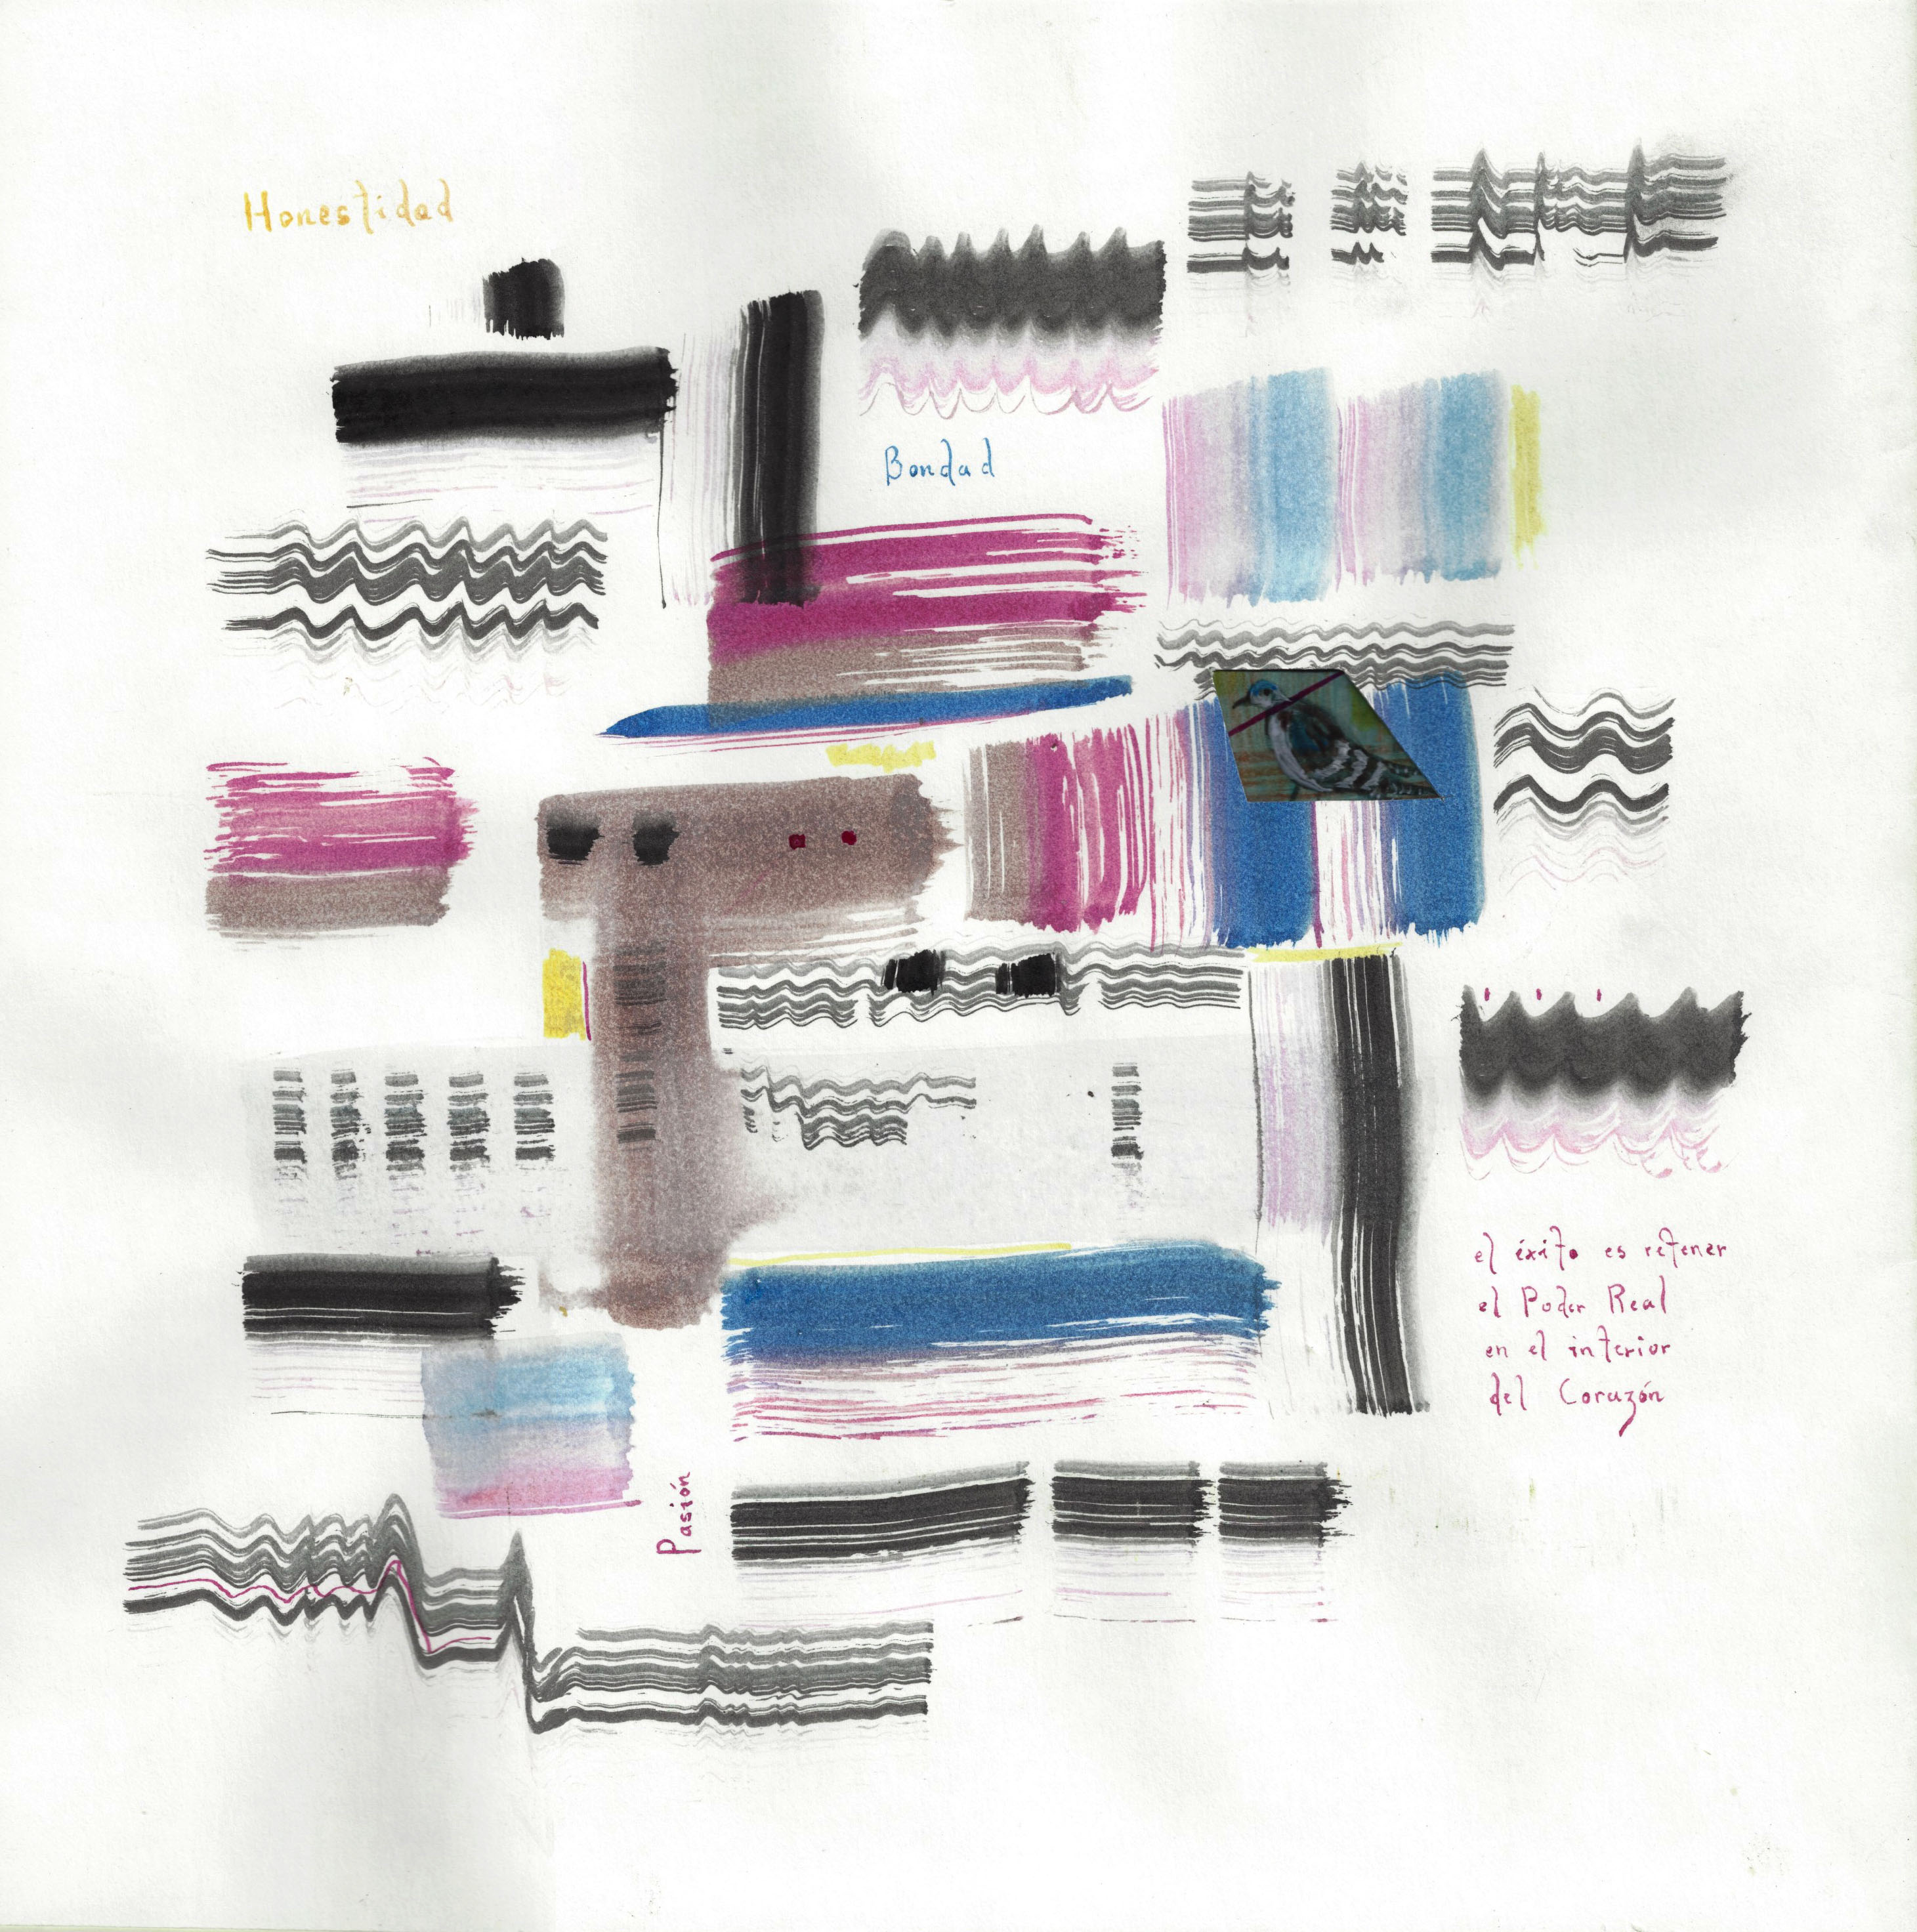 Honestidad
Bondad
el éxito es retener
el Poder Real
en el interior
del Corazón
Pasión